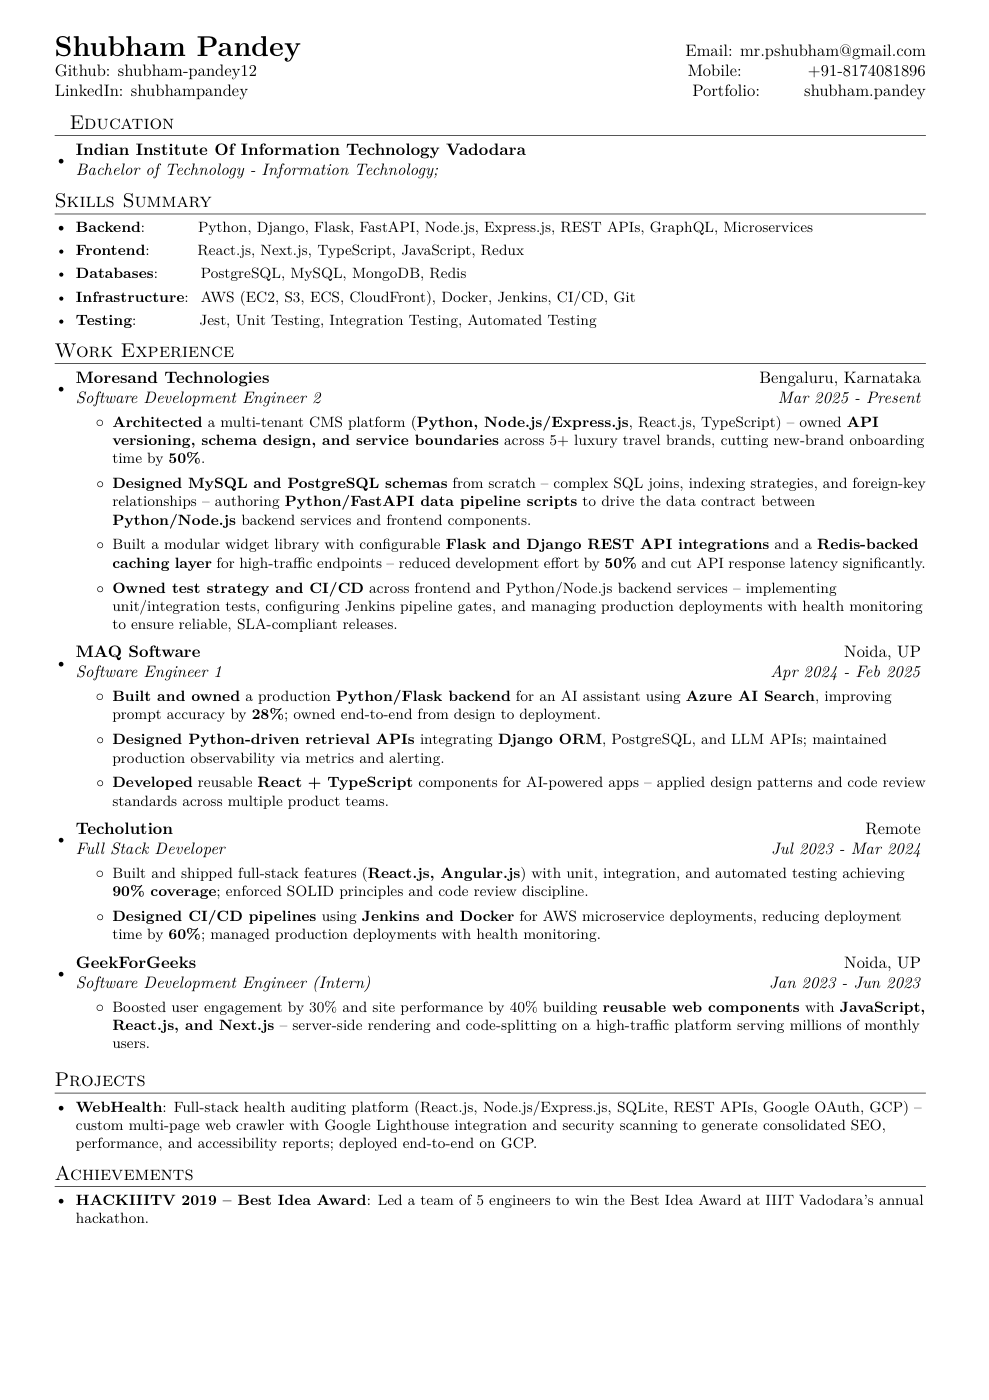 Shubham Pandey
Email: mr.pshubham@gmail.com
Github: shubham-pandey12
Mobile: +91-8174081896
LinkedIn: shubhampandey
Portfolio: shubham.pandey
Education
• Indian Institute Of Information Technology Vadodara
Bachelor of Technology - Information Technology;
Skills Summary
• Backend: Python, Django, Flask, FastAPI, Node.js, Express.js, REST APIs, GraphQL, Microservices
• Frontend: React.js, Next.js, TypeScript, JavaScript, Redux
• Databases: PostgreSQL, MySQL, MongoDB, Redis
• Infrastructure: AWS (EC2, S3, ECS, CloudFront), Docker, Jenkins, CI/CD, Git
• Testing: Jest, Unit Testing, Integration Testing, Automated Testing
Work Experience
• Moresand Technologies Bengaluru, Karnataka
Software Development Engineer 2 Mar 2025 - Present
◦ Architected a multi-tenant CMS platform (Python, Node.js/Express.js, React.js, TypeScript) – owned API
versioning, schema design, and service boundaries across 5+ luxury travel brands, cutting new-brand onboarding
time by 50%.
◦ Designed MySQL and PostgreSQL schemas from scratch – complex SQL joins, indexing strategies, and foreign-key
relationships – authoring Python/FastAPI data pipeline scripts to drive the data contract between
Python/Node.js backend services and frontend components.
◦ Built a modular widget library with configurable Flask and Django REST API integrations and a Redis-backed
caching layer for high-traffic endpoints – reduced development effort by 50% and cut API response latency significantly.
◦ Owned test strategy and CI/CD across frontend and Python/Node.js backend services – implementing
unit/integration tests, configuring Jenkins pipeline gates, and managing production deployments with health monitoring
to ensure reliable, SLA-compliant releases.
• MAQ Software Noida, UP
Software Engineer 1 Apr 2024 - Feb 2025
◦ Built and owned a production Python/Flask backend for an AI assistant using Azure AI Search, improving
prompt accuracy by 28%; owned end-to-end from design to deployment.
◦ Designed Python-driven retrieval APIs integrating Django ORM, PostgreSQL, and LLM APIs; maintained
production observability via metrics and alerting.
◦ Developed reusable React + TypeScript components for AI-powered apps – applied design patterns and code review
standards across multiple product teams.
• Techolution Remote
Full Stack Developer Jul 2023 - Mar 2024
◦ Built and shipped full-stack features (React.js, Angular.js) with unit, integration, and automated testing achieving
90% coverage; enforced SOLID principles and code review discipline.
◦ Designed CI/CD pipelines using Jenkins and Docker for AWS microservice deployments, reducing deployment
time by 60%; managed production deployments with health monitoring.
• GeekForGeeks Noida, UP
Software Development Engineer (Intern) Jan 2023 - Jun 2023
◦ Boosted user engagement by 30% and site performance by 40% building reusable web components with JavaScript,
React.js, and Next.js – server-side rendering and code-splitting on a high-traffic platform serving millions of monthly
users.
Projects
• WebHealth: Full-stack health auditing platform (React.js, Node.js/Express.js, SQLite, REST APIs, Google OAuth, GCP) –
custom multi-page web crawler with Google Lighthouse integration and security scanning to generate consolidated SEO,
performance, and accessibility reports; deployed end-to-end on GCP.
Achievements
• HACKIIITV 2019 – Best Idea Award: Led a team of 5 engineers to win the Best Idea Award at IIIT Vadodara's annual
hackathon.